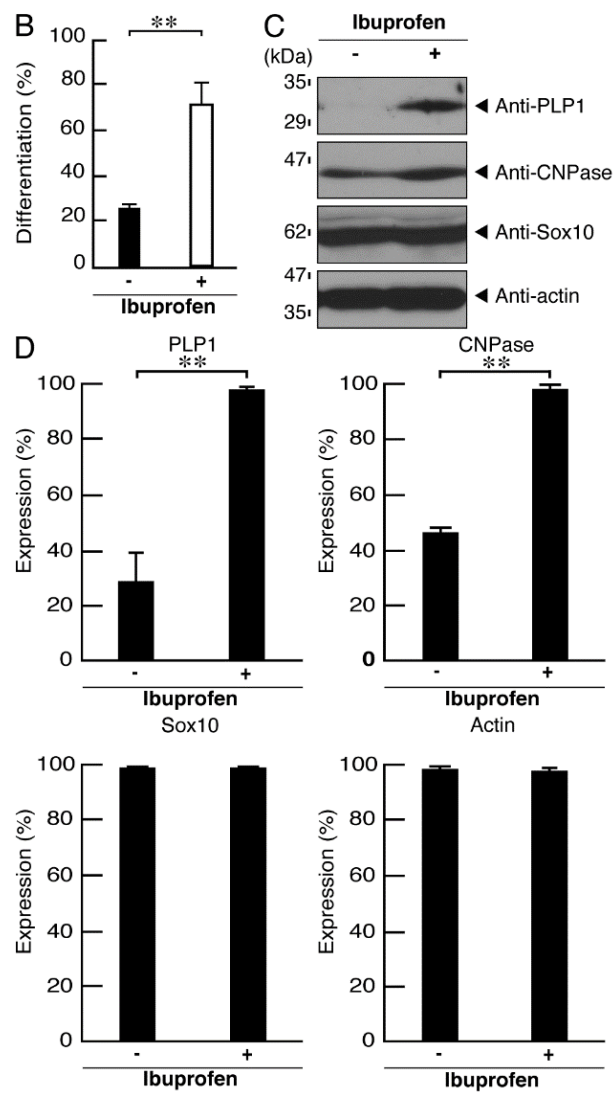 B
**
100
80
60
40
20
0
Differentiation (%)
- +
Ibuprofen
C
Ibuprofen
(kDa) - +
35
29
Anti-PLP1
47
Anti-CNPase
62
Anti-Sox10
47
35
Anti-actin
D
PLP1
**
100
80
60
40
20
0
Expression (%)
- +
Ibuprofen
CNPase
**
100
80
60
40
20
0
Expression (%)
- +
Ibuprofen
Sox10
100
80
60
40
20
0
Expression (%)
- +
Ibuprofen
Actin
100
80
60
40
20
0
Expression (%)
- +
Ibuprofen